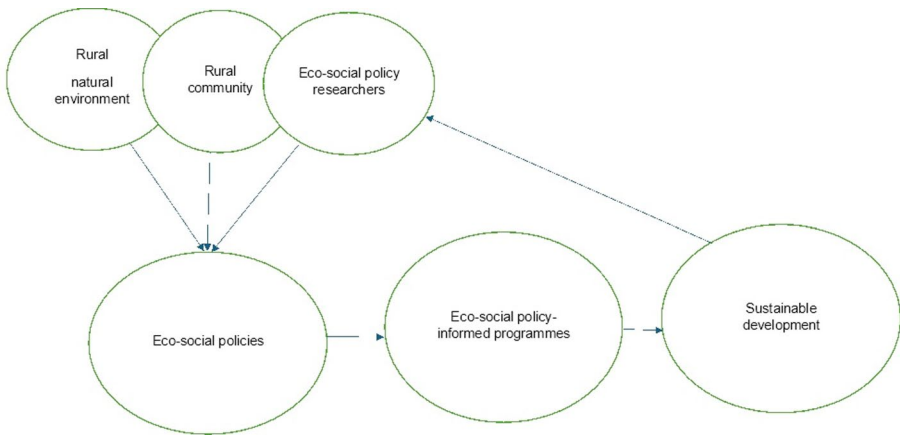 Rural
natural
environment
Rural
community
Eco-social policy
researchers
Eco-social policies
Eco-social policy-
informed programmes
Sustainable
development